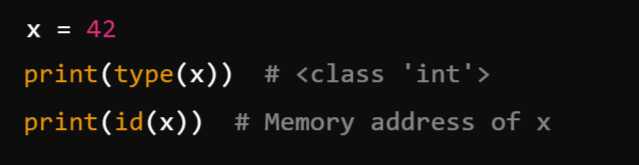 x = 42
print(type(x))  # <class 'int'>
print(id(x))  # Memory address of x